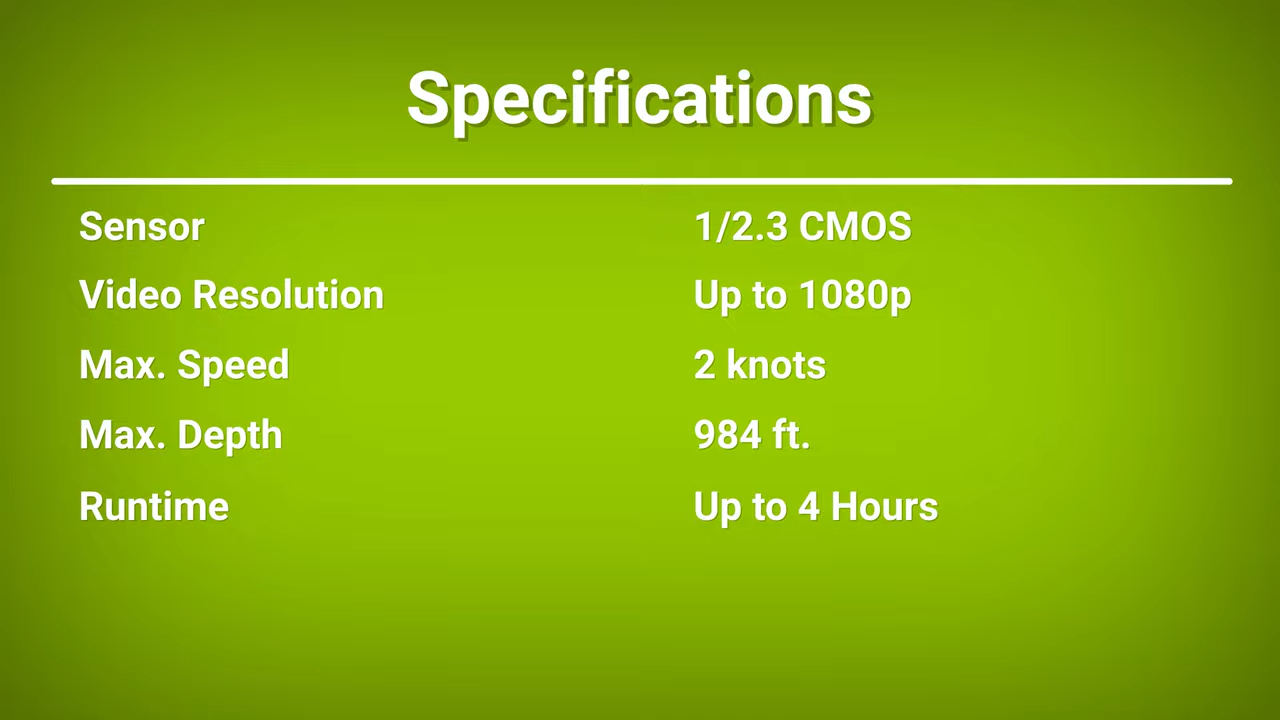 Specifications
Sensor 1/2.3 CMOS
Video Resolution Up to 1080p
Max. Speed 2 knots
Max. Depth 984 ft.
Runtime Up to 4 Hours